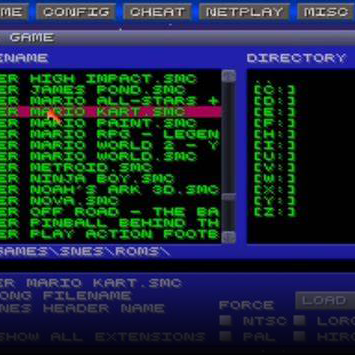 ME CONFIG CHEAT NETPLAY MISC
GAME
ENAME DIRECTORY
ER HIGH IMPACT.SMC ..
ER JAMES POND.SMC [C:]
ER MARIO ALL-STARS + [D:]
ER MARIO KART.SMC [E:]
ER MARIO PAINT.SMC [F:]
ER MARIO RPG - LEGEN [H:]
ER MARIO WORLD 2 - Y [I:]
ER MARIO WORLD.SMC [U:]
ER METROID.SMC [V:]
ER NINJA BOY.SMC [W:]
ER NOAH'S ARK 3D.SMC [X:]
ER NOVA.SMC [Y:]
ER OFF ROAD - THE BA [Z:]
ER PINBALL BEHIND TH
ER PLAY ACTION FOOTB
GAMES\SNES\ROMS\
ER MARIO KART.SMC
ONG FILENAME
NES HEADER NAME
FORCE LOAD
NTSC LORO
SHOW ALL EXTENSIONS PAL HIR